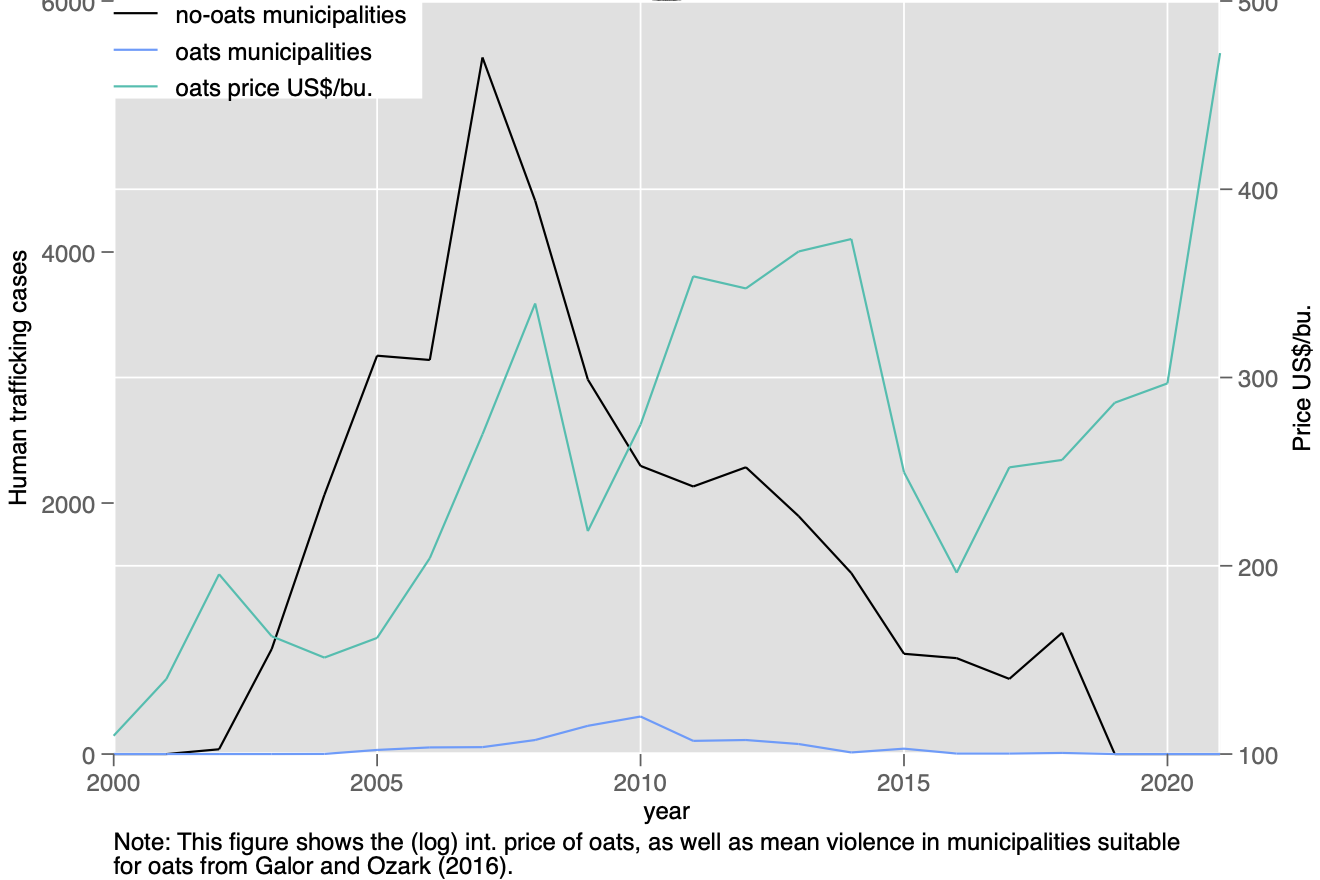 6000
500
no-oats municipalities
oats municipalities
oats price US$/bu.
400
4000
Human trafficking cases
Price US$/bu.
300
2000
200
0
100
2000 2005 2010 2015 2020
year
Note: This figure shows the (log) int. price of oats, as well as mean violence in municipalities suitable
for oats from Galor and Ozark (2016).